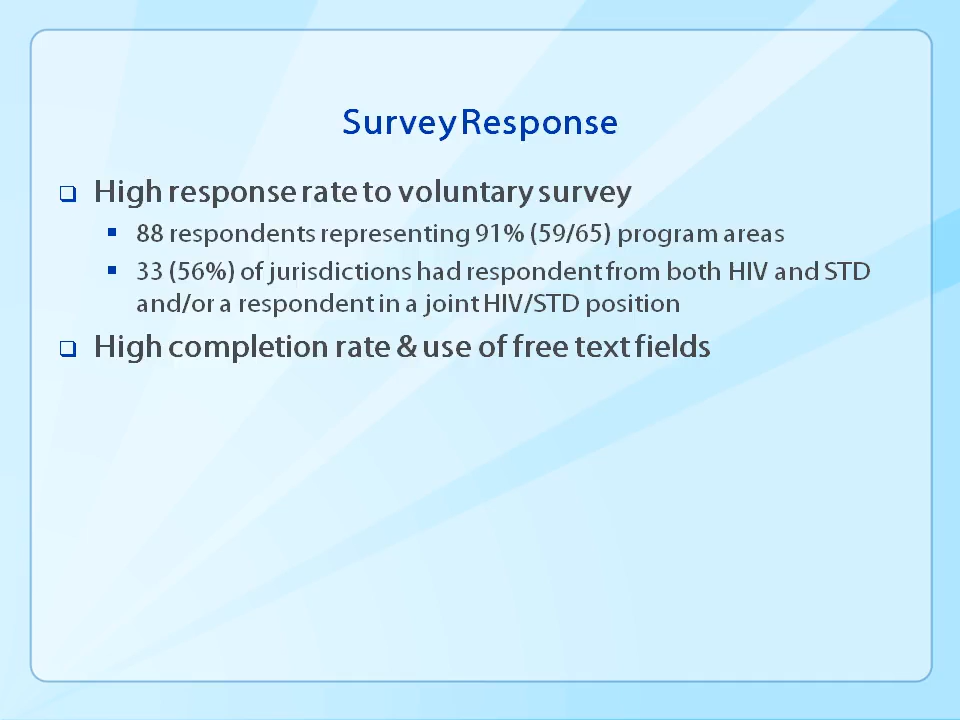 Survey Response
❑ High response rate to voluntary survey
▪ 88 respondents representing 91% (59/65) program areas
▪ 33 (56%) of jurisdictions had respondent from both HIV and STD
and/or a respondent in a joint HIV/STD position
❑ High completion rate & use of free text fields